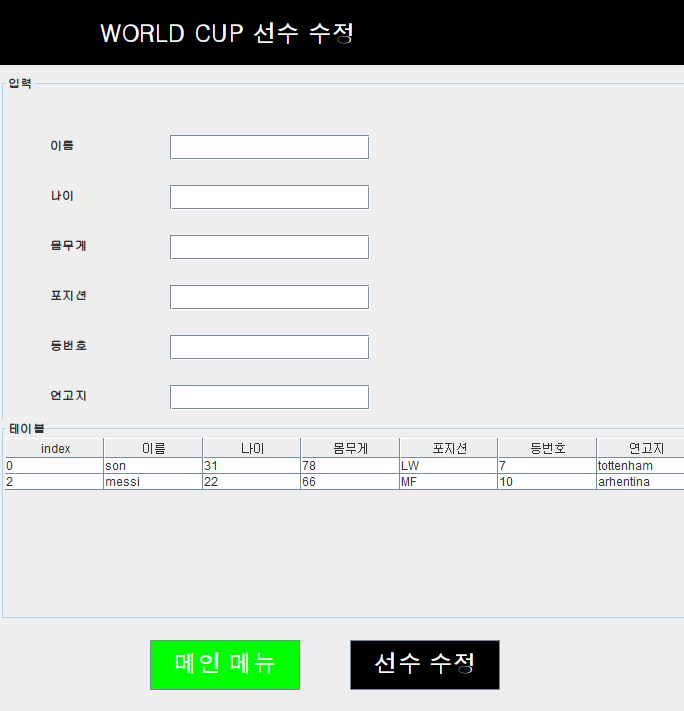 WORLD CUP 선수 수정
입력
이름
나이
몸무게
포지션
등번호
연고지
테이블
index 이름 나이 몸무게 포지션 등번호 연고지
0 son 31 78 LW 7 tottenham
2 messi 22 66 MF 10 arhentina
메인 메뉴 선수 수정